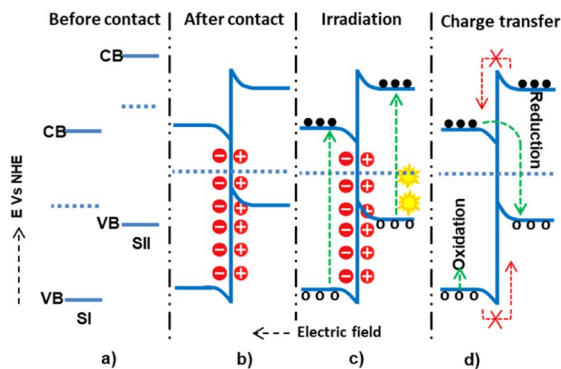 Before contact
After contact
Irradiation
Charge transfer
CB
CB
VB
SII
VB
SI
E Vs NHE
Oxidation
Reduction
Electric field
a)
b)
c)
d)